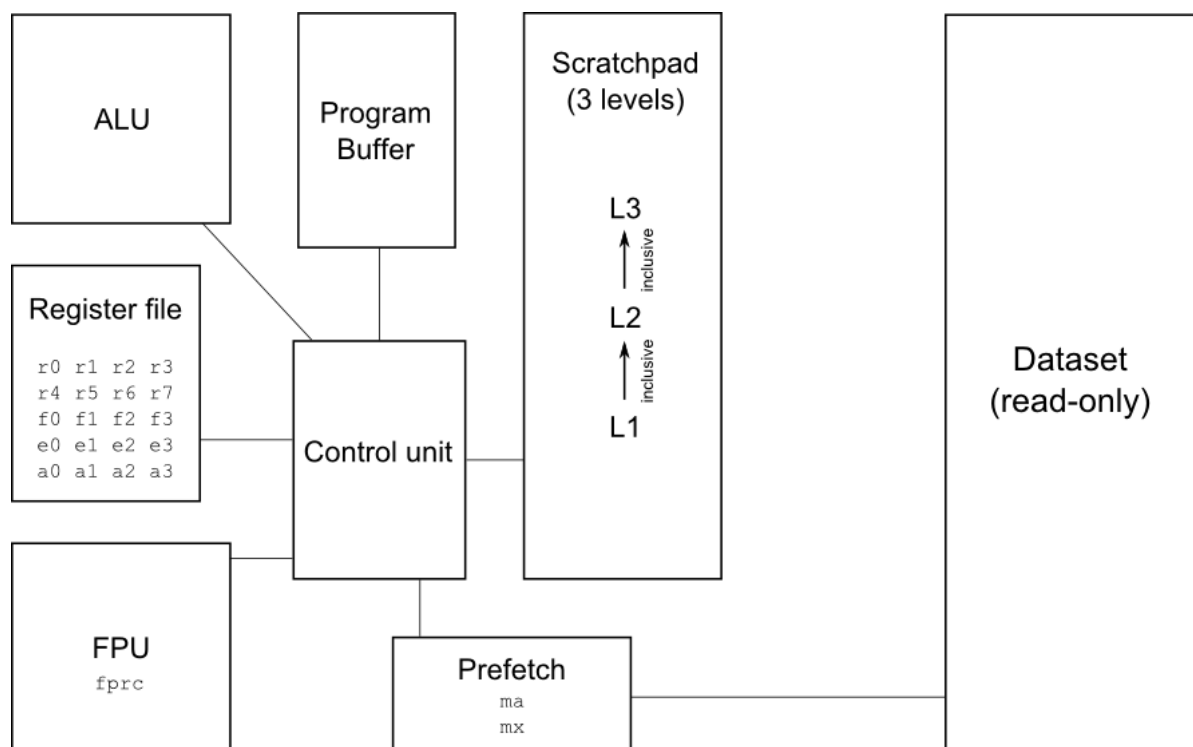 ALU
Program
Buffer
Scratchpad
(3 levels)
L3
inclusive
L2
inclusive
L1
Register file
r0 r1 r2 r3
r4 r5 r6 r7
f0 f1 f2 f3
e0 e1 e2 e3
a0 a1 a2 a3
Control unit
Dataset
(read-only)
FPU
fprc
Prefetch
ma
mx